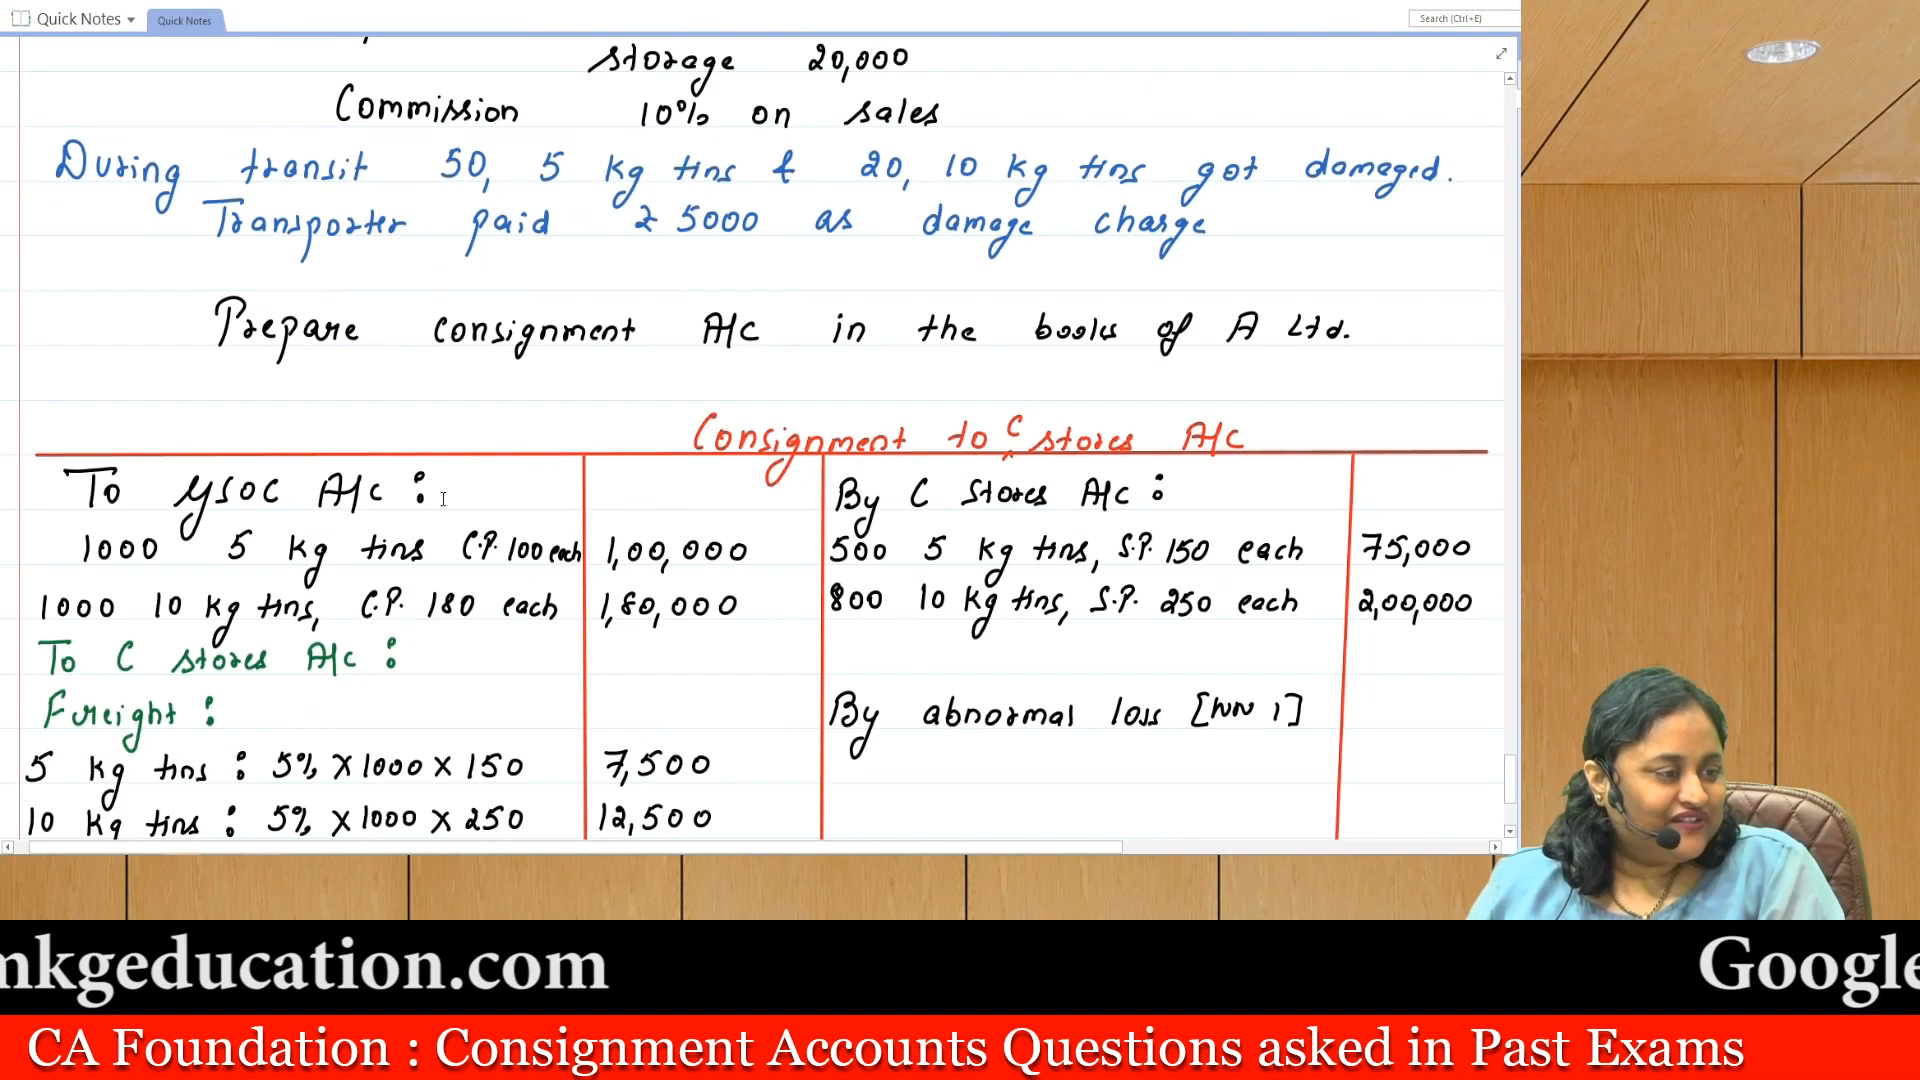 Quick Notes
Quick Notes
Search (Ctrl+E)
storage 20,000
Commission 10% on sales
During transit 50, 5 kg tins & 20, 10 kg tins got damaged.
Transporter paid ₹ 5000 as damage charge
Prepare consignment A/c in the books of A Ltd.
Consignment to C stores A/c
To GSOC A/c :
By C stores A/c :
1000 5 kg tins C.P. 100 each 1,00,000
500 5 kg tins, S.P. 150 each 75,000
1000 10 kg tins, C.P. 180 each 1,80,000
800 10 kg tins, S.P. 250 each 2,00,000
To C stores A/c :
Freight :
By abnormal loss [WN 1]
5 kg tins : 5% X 1000 X 150 7,500
10 kg tins : 5% X 1000 X 250 12,500
mkgeducation.com
Google
CA Foundation : Consignment Accounts Questions asked in Past Exams